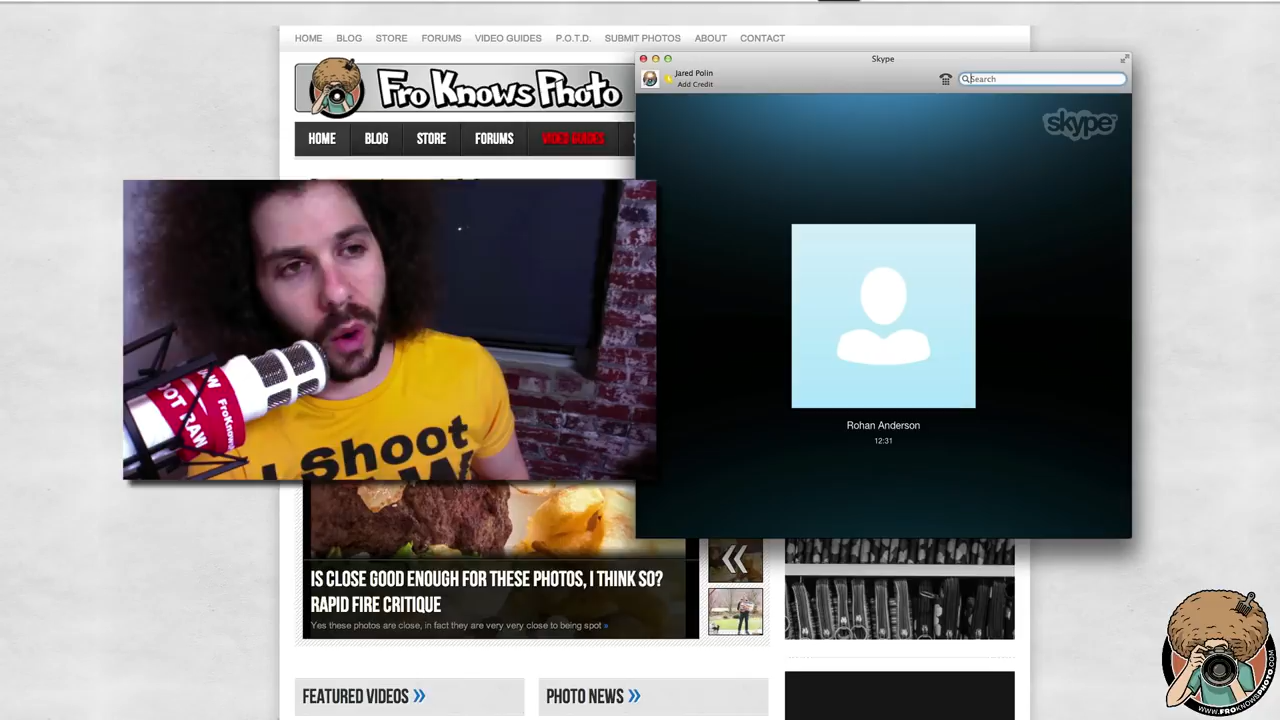 HOME BLOG STORE FORUMS VIDEO GUIDES P.O.T.D. SUBMIT PHOTOS ABOUT CONTACT
Skype
Jared Polin
Add Credit
Search
FRO KNOWS PHOTO
skype
HOME BLOG STORE FORUMS VIDEO GUIDES
I Shoot
OOT RAW
FroKnows
Rohan Anderson
12:31
IS CLOSE GOOD ENOUGH FOR THESE PHOTOS, I THINK SO?
RAPID FIRE CRITIQUE
Yes these photos are close, in fact they are very very close to being spot »
FEATURED VIDEOS »
PHOTO NEWS »
WWW.FROKNOWSPHOTO.COM